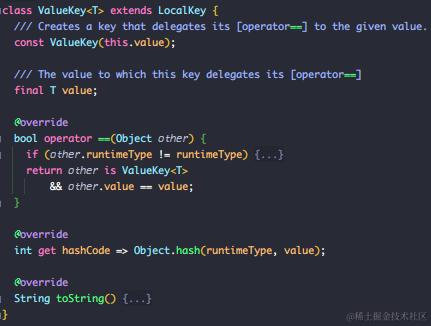 class ValueKey<T> extends LocalKey {
  /// Creates a key that delegates its [operator==] to the given value.
  const ValueKey(this.value);

  /// The value to which this key delegates its [operator==]
  final T value;

  @override
  bool operator ==(Object other) {
    if (other.runtimeType != runtimeType) {...}
    return other is ValueKey<T>
        && other.value == value;
  }

  @override
  int get hashCode => Object.hash(runtimeType, value);

  @override
  String toString() {...}
}
@稀土掘金技术社区